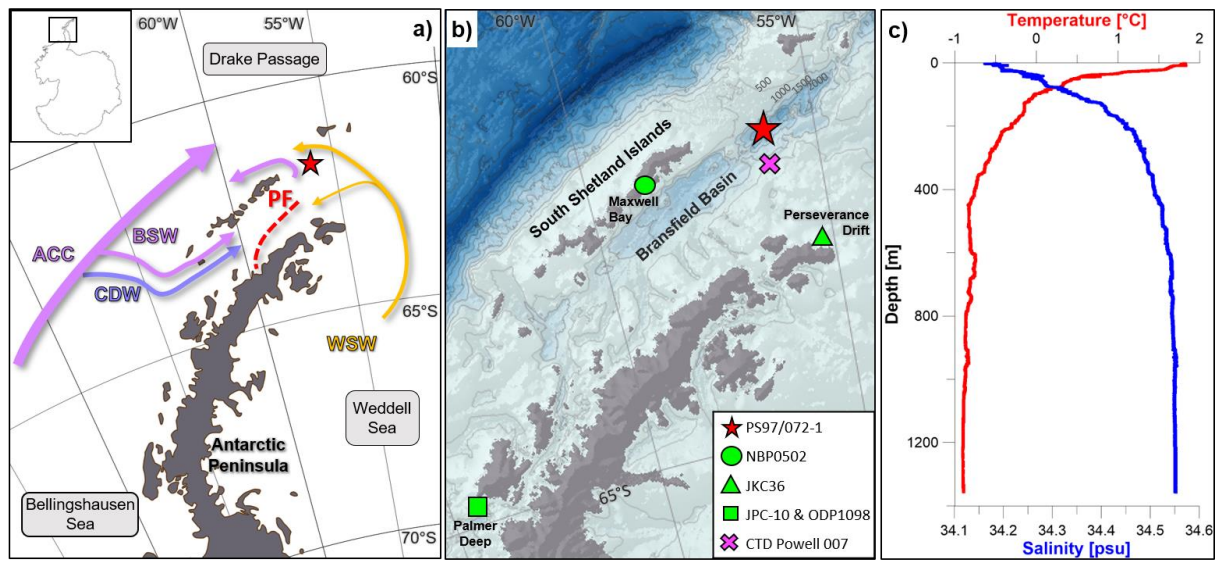 a)
60°W
55°W
60°S
Drake Passage
PF
BSW
ACC
CDW
65°S
WSW
Weddell
Sea
Antarctic
Peninsula
Bellingshausen
Sea
70°S
b)
60°W
55°W
500
1000
1500
2000
South Shetland Islands
Maxwell
Bay
Bransfield Basin
Perseverance
Drift
65°S
Palmer
Deep
PS97/072-1
NBP0502
JKC36
JPC-10 & ODP1098
CTD Powell 007
c)
Temperature [°C]
-1 0 1 2
Depth [m]
0
400
800
1200
34.1 34.2 34.3 34.4 34.5 34.6
Salinity [psu]